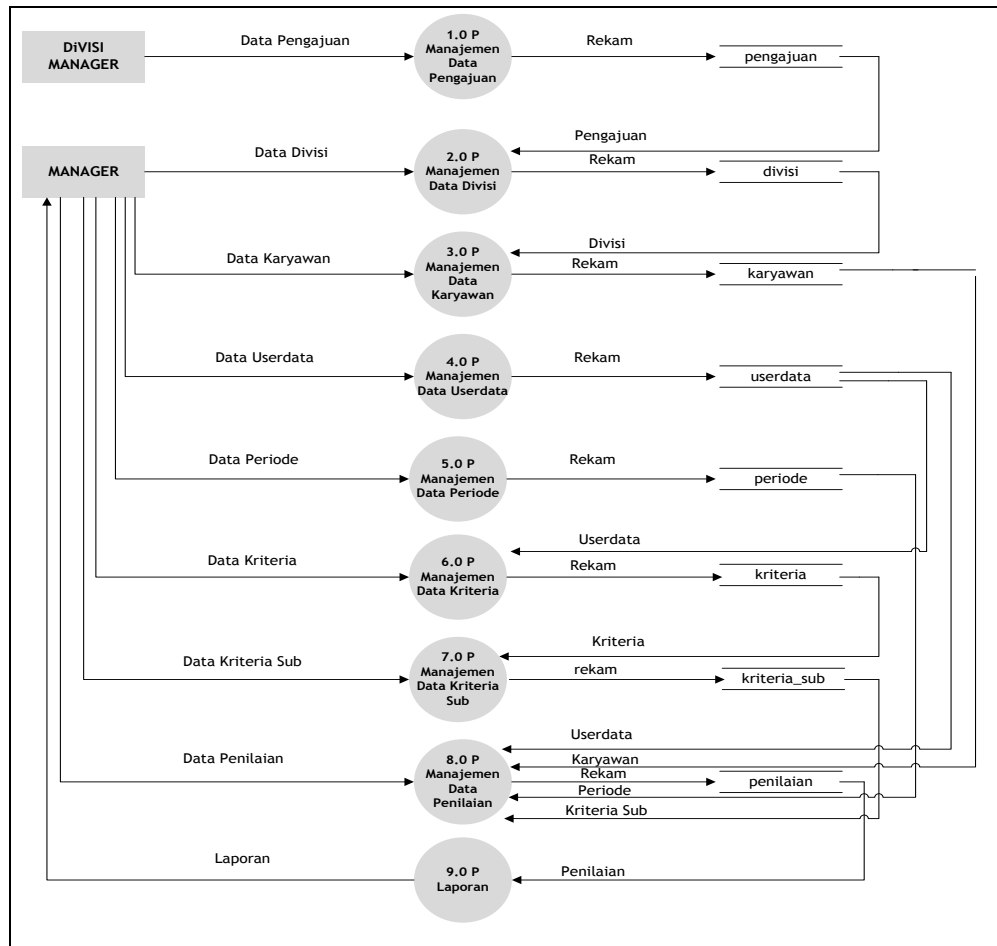 DiVISI
MANAGER
Data Pengajuan
1.0 P
Manajemen
Data
Pengajuan
Rekam
pengajuan
Pengajuan
MANAGER
Data Divisi
2.0 P
Manajemen
Data Divisi
Rekam
divisi
Divisi
Data Karyawan
3.0 P
Manajemen
Data
Karyawan
Rekam
karyawan
Data Userdata
4.0 P
Manajemen
Data Userdata
Rekam
userdata
Data Periode
5.0 P
Manajemen
Data Periode
Rekam
periode
Userdata
Data Kriteria
6.0 P
Manajemen
Data Kriteria
Rekam
kriteria
Kriteria
Data Kriteria Sub
7.0 P
Manajemen
Data Kriteria
Sub
rekam
kriteria_sub
Userdata
Karyawan
Data Penilaian
8.0 P
Manajemen
Data
Penilaian
Rekam
penilaian
Periode
Kriteria Sub
Laporan
9.0 P
Laporan
Penilaian